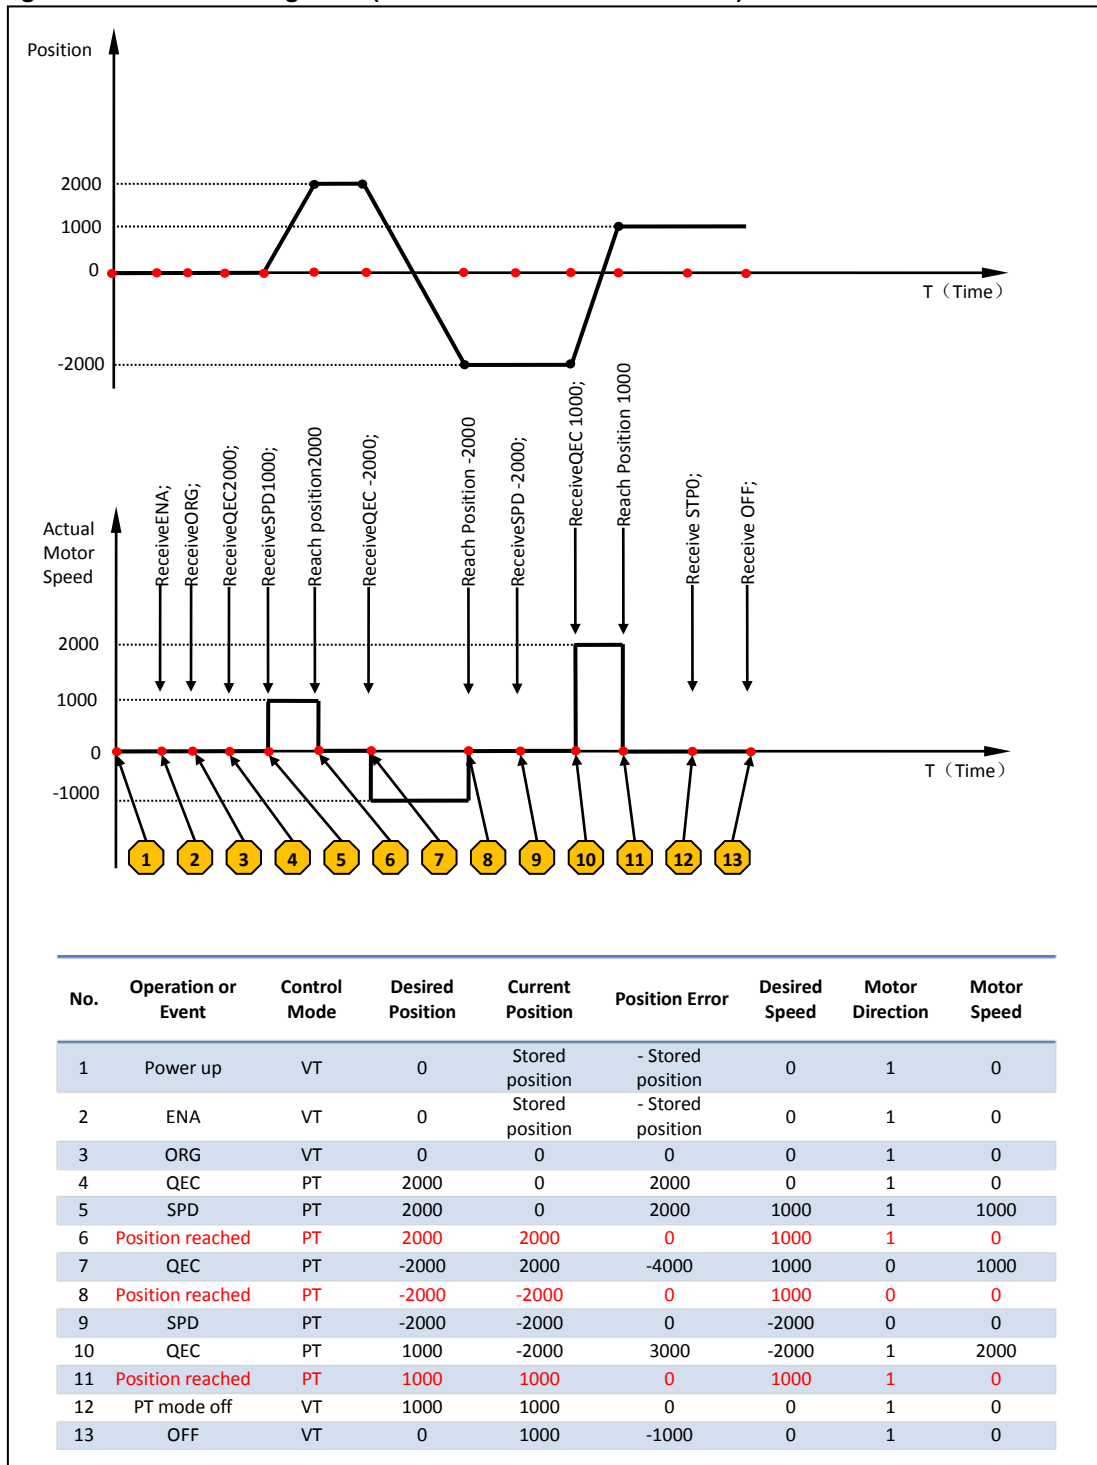 Position
2000
1000
0
T（Time）
-2000
ReceiveENA;
ReceiveORG;
ReceiveQEC2000;
ReceiveSPD1000;
Reach position2000
ReceiveQEC -2000;
Reach Position -2000
ReceiveSPD -2000;
ReceiveQEC 1000;
Reach Position 1000
Receive STP0;
Receive OFF;
Actual
Motor
Speed
2000
1000
0
T（Time）
-1000
1 2 3 4 5 6 7 8 9 10 11 12 13
No. Operation or Event Control Mode Desired Position Current Position Position Error Desired Speed Motor Direction Motor Speed
1 Power up VT 0 Stored position - Stored position 0 1 0
2 ENA VT 0 Stored position - Stored position 0 1 0
3 ORG VT 0 0 0 0 1 0
4 QEC PT 2000 0 2000 0 1 0
5 SPD PT 2000 0 2000 1000 1 1000
6 Position reached PT 2000 2000 0 1000 1 0
7 QEC PT -2000 2000 -4000 1000 0 1000
8 Position reached PT -2000 -2000 0 1000 0 0
9 SPD PT -2000 -2000 0 -2000 0 0
10 QEC PT 1000 -2000 3000 -2000 1 2000
11 Position reached PT 1000 1000 0 1000 1 0
12 PT mode off VT 1000 1000 0 0 1 0
13 OFF VT 0 1000 -1000 0 1 0